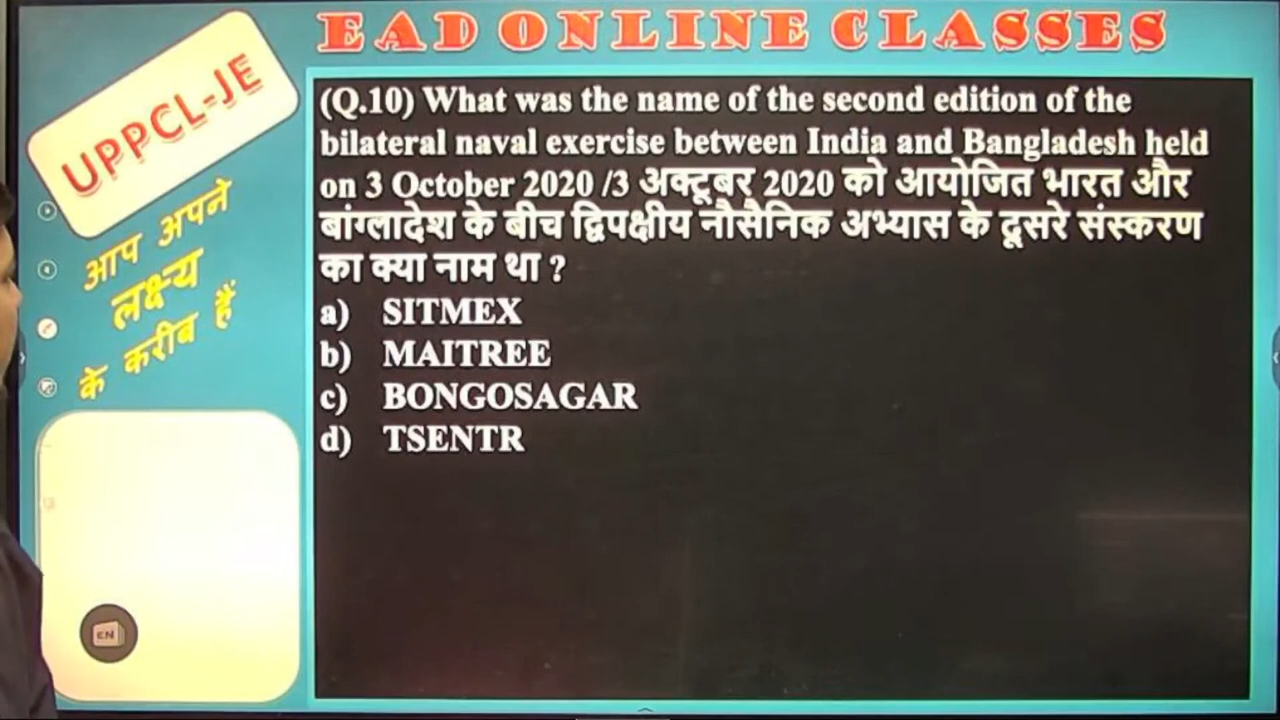 EAD ONLINE CLASSES
UPPCL-JE
आप अपने
लक्ष्य
के करीब हैं
(Q.10) What was the name of the second edition of the
bilateral naval exercise between India and Bangladesh held
on 3 October 2020 /3 अक्टूबर 2020 को आयोजित भारत और
बांग्लादेश के बीच द्विपक्षीय नौसैनिक अभ्यास के दूसरे संस्करण
का क्या नाम था ?
a) SITMEX
b) MAITREE
c) BONGOSAGAR
d) TSENTR
EN